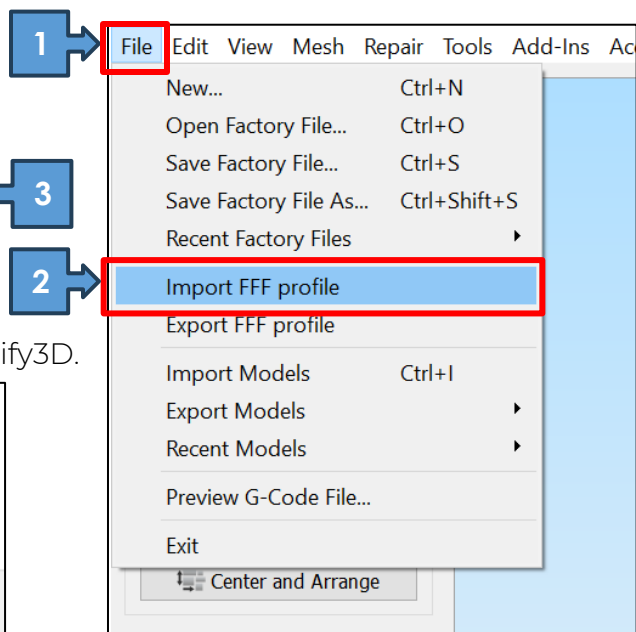 1
File Edit View Mesh Repair Tools Add-Ins
New... Ctrl+N
Open Factory File... Ctrl+O
Save Factory File... Ctrl+S
3
Save Factory File As... Ctrl+Shift+S
Recent Factory Files
2
Import FFF profile
Export FFF profile
ify3D.
Import Models Ctrl+I
Export Models
Recent Models
Preview G-Code File...
Exit
Center and Arrange